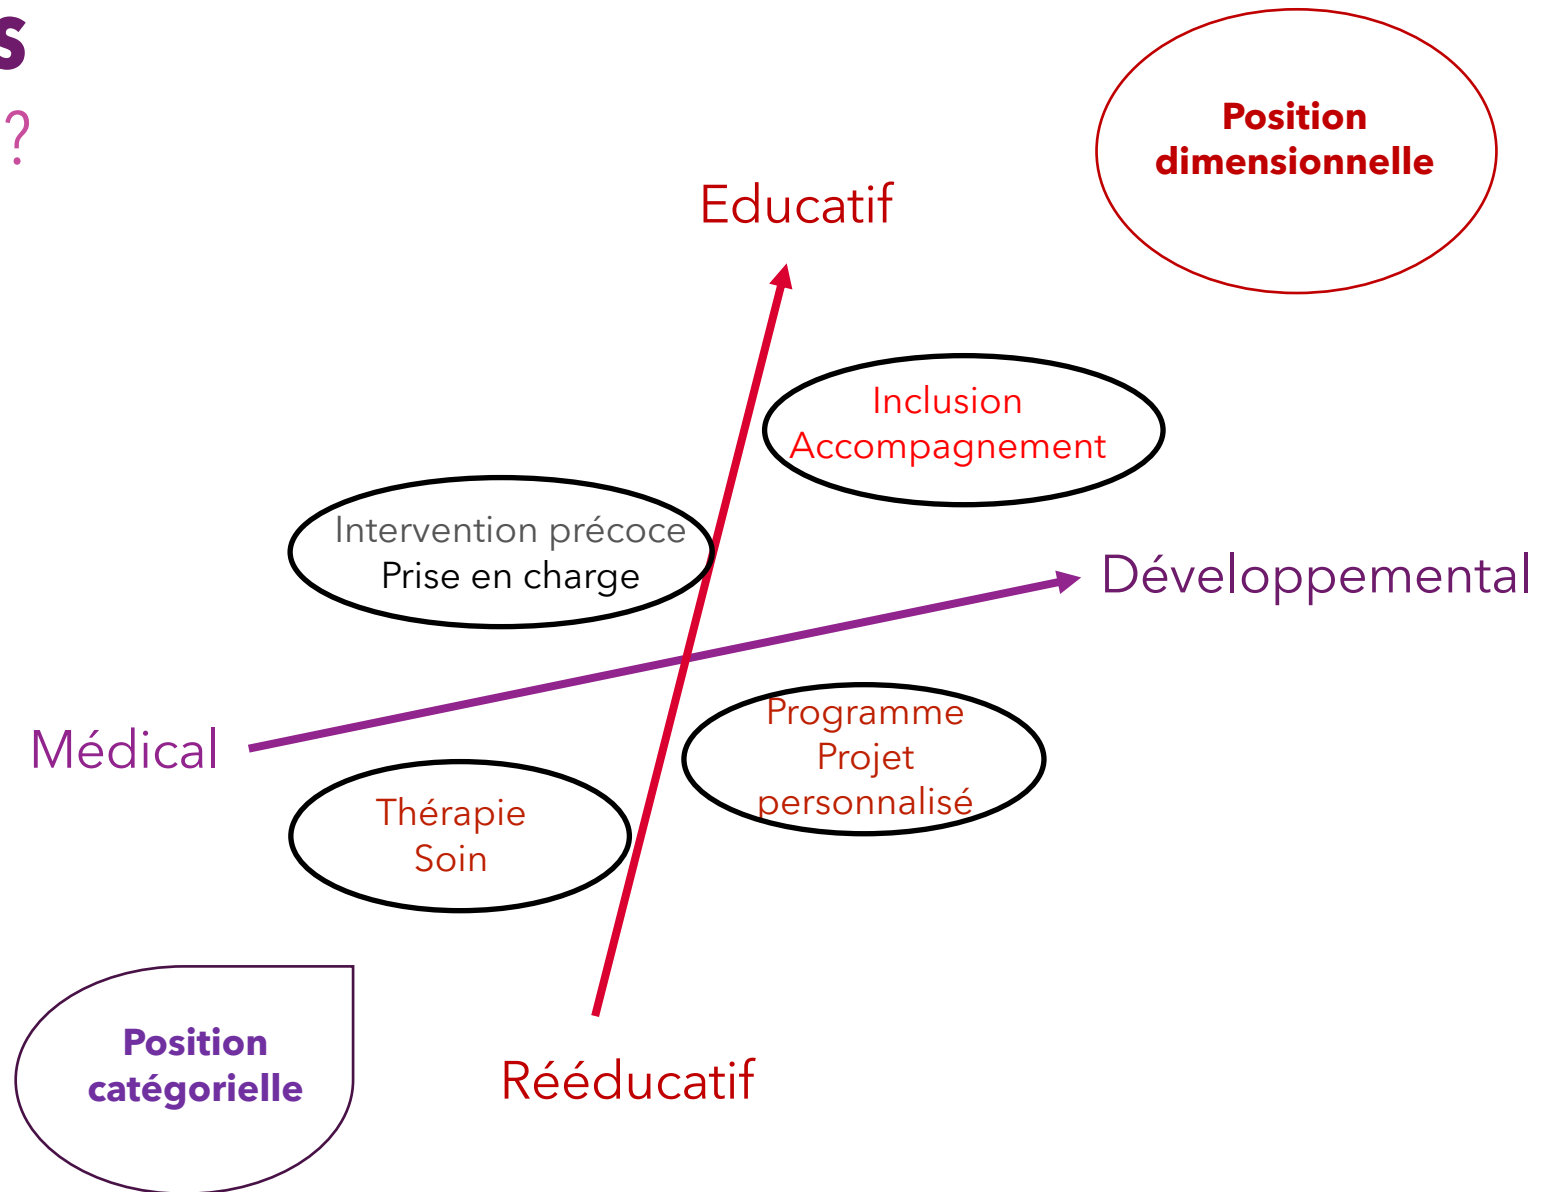 s
?
Position
dimensionnelle
Educatif
Inclusion
Accompagnement
Intervention précoce
Prise en charge
Développemental
Médical
Programme
Projet
personnalisé
Thérapie
Soin
Position
catégorielle
Rééducatif